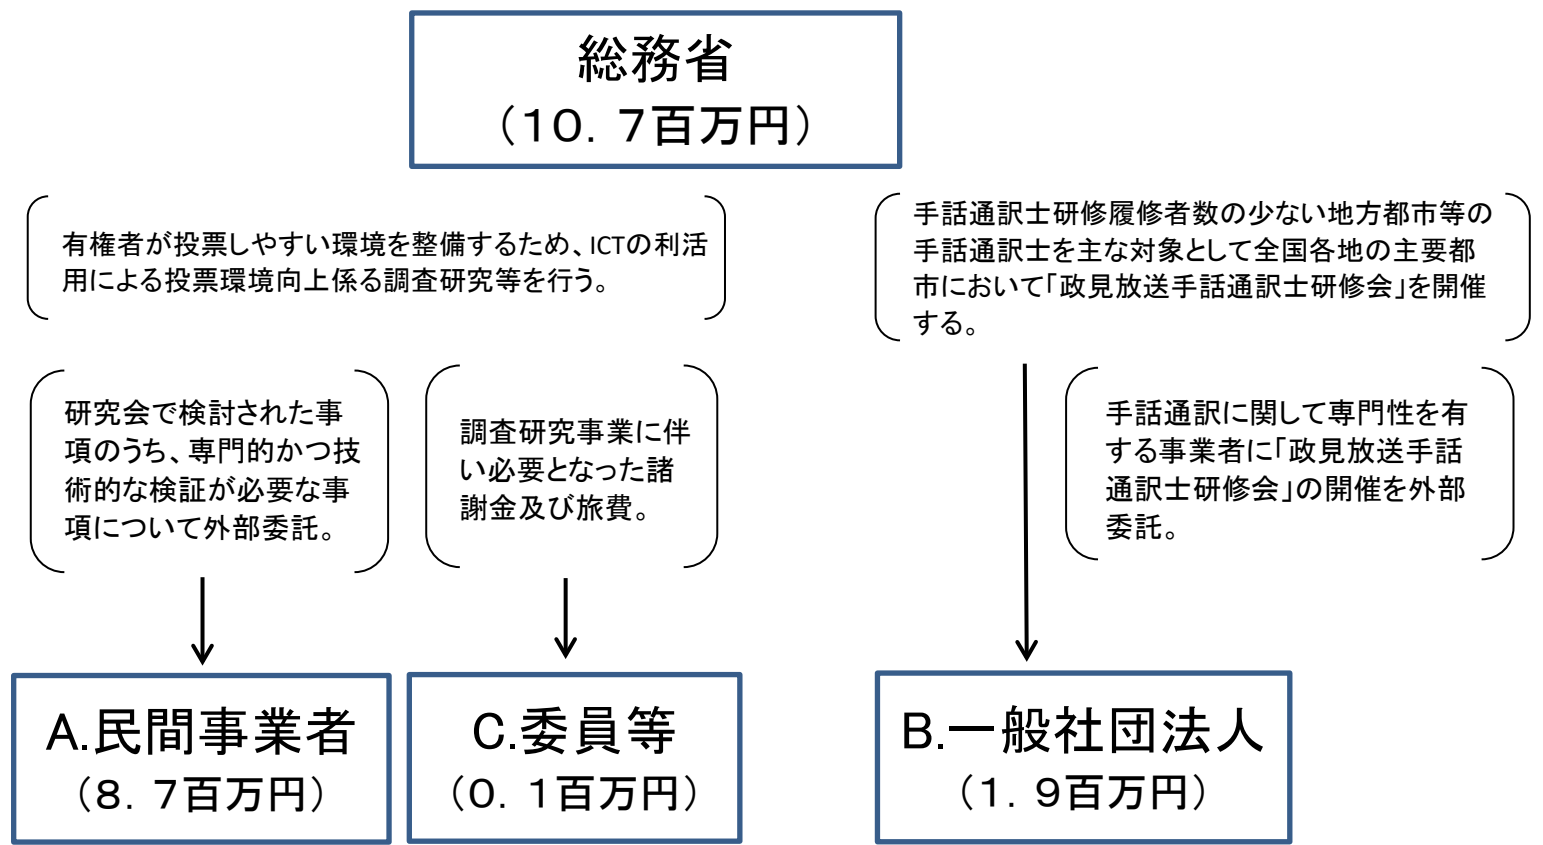 総務省
（１０．７百万円）
有権者が投票しやすい環境を整備するため、ICTの利活
用による投票環境向上係る調査研究等を行う。
手話通訳士研修履修者数の少ない地方都市等の
手話通訳士を主な対象として全国各地の主要都
市において「政見放送手話通訳士研修会」を開催
する。
研究会で検討された事
項のうち、専門的かつ技
術的な検証が必要な事
項について外部委託。
調査研究事業に伴
い必要となった諸
謝金及び旅費。
手話通訳に関して専門性を有
する事業者に「政見放送手話
通訳士研修会」の開催を外部
委託。
A.民間事業者
（８．７百万円）
C.委員等
（０．１百万円）
B.一般社団法人
（１．９百万円）